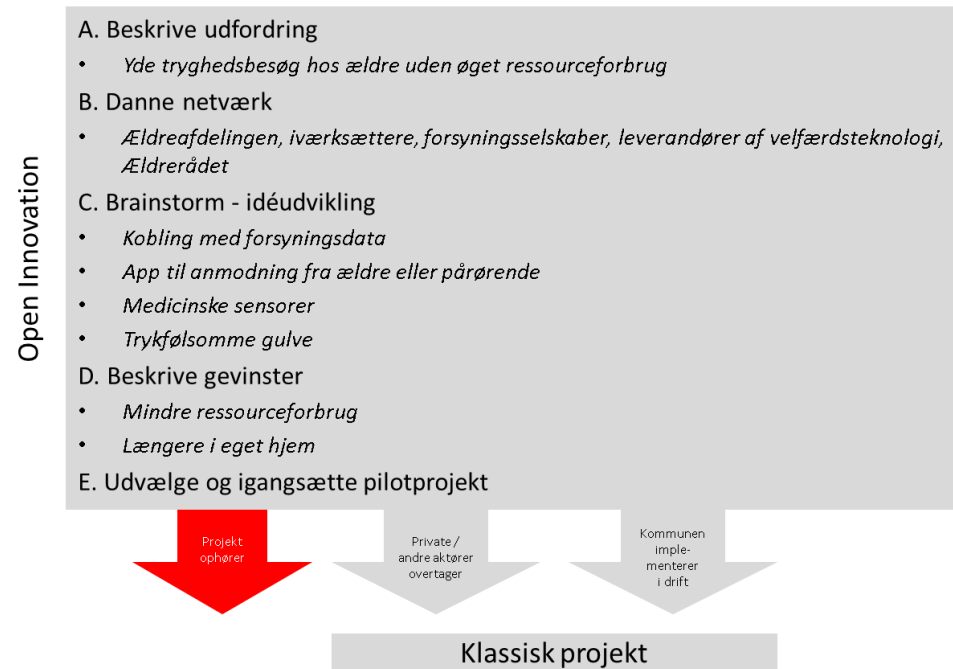 Open Innovation
A. Beskrive udfordring
• Yde tryghedsbesøg hos ældre uden øget ressourceforbrug
B. Danne netværk
• Ældreafdelingen, iværksættere, forsyningsselskaber, leverandører af velfærdsteknologi,
Ældrerådet
C. Brainstorm - idéudvikling
• Kobling med forsyningsdata
• App til anmodning fra ældre eller pårørende
• Medicinske sensorer
• Trykfølsomme gulve
D. Beskrive gevinster
• Mindre ressourceforbrug
• Længere i eget hjem
E. Udvælge og igangsætte pilotprojekt
Projekt
ophører
Private /
andre aktører
overtager
Kommunen
imple-
menterer
i drift
Klassisk projekt